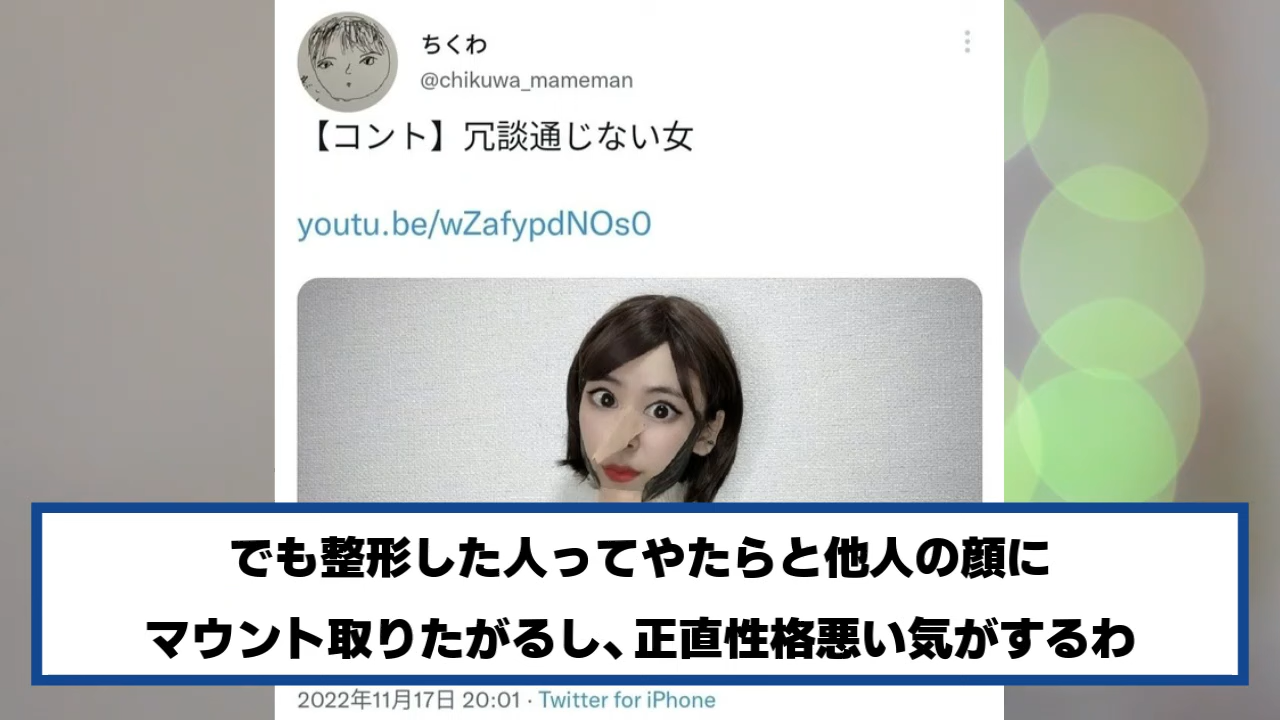 ちくわ
@chikuwa_mameman
【コント】冗談通じない女
youtu.be/wZafypdNOs0
でも整形した人ってやたらと他人の顔に
マウント取りたがるし、正直性格悪い気がするわ
2022年11月17日 20:01 · Twitter for iPhone